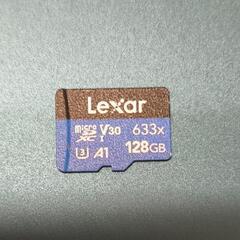 Lexar
micro SD XC I V30 633x
U3 A1 128GB